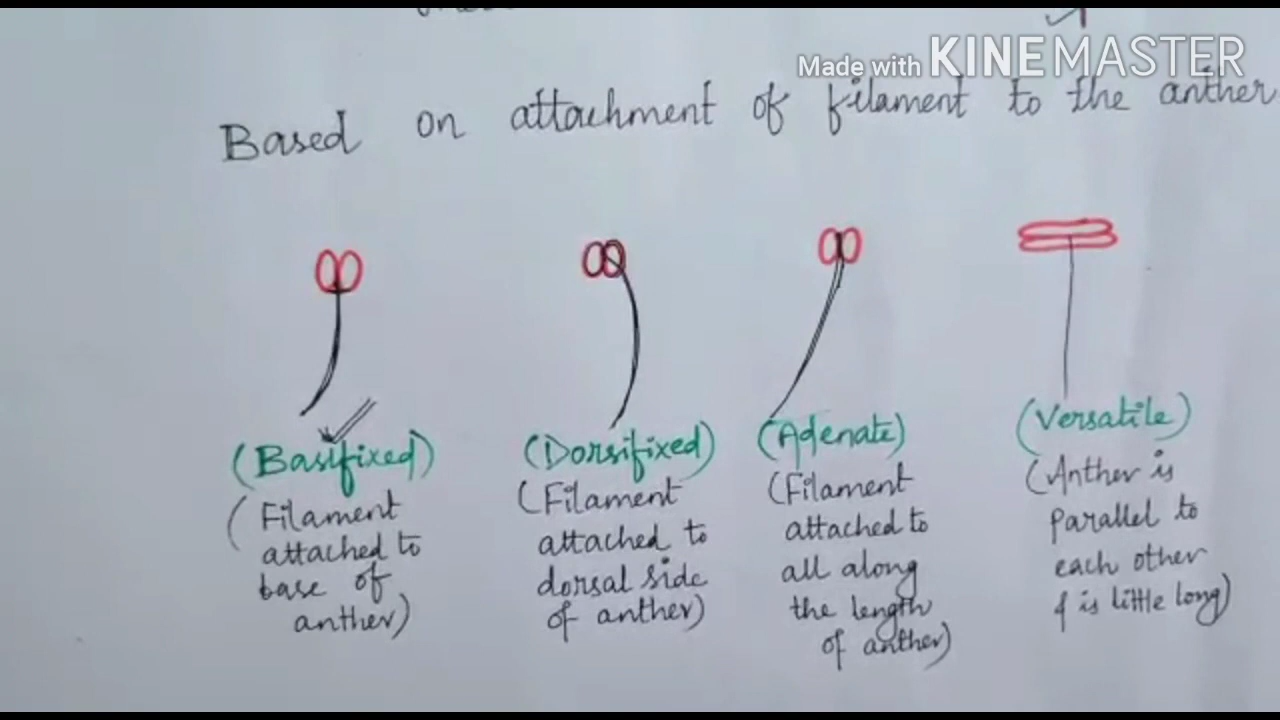 Made with KINEMASTER
Based on attachment of filament to the anther
(Basifixed)
(Filament
attached to
base of
anther)
(Dorsifixed)
(Filament
attached to
dorsal side
of anther)
(Adenate)
(Filament
attached to
all along
the length
of anther)
(Versatile)
(Anther is
parallel to
each other
& is little long)